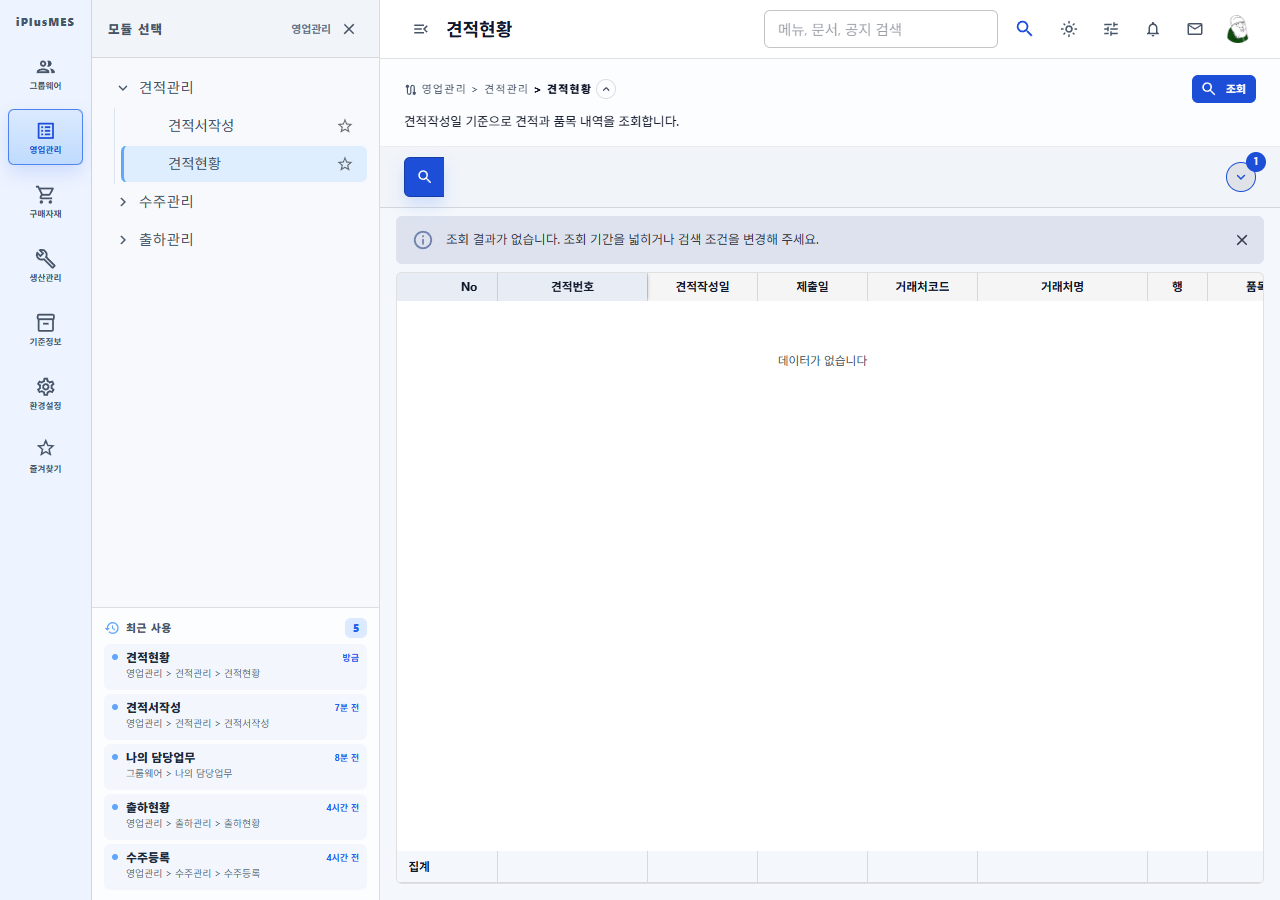 iPlusMES
그룹웨어
영업관리
구매자재
생산관리
기준정보
환경설정
즐겨찾기
모듈 선택
영업관리
견적관리
견적서작성
견적현황
수주관리
출하관리
최근 사용
5
견적현황
방금
영업관리 > 견적관리 > 견적현황
견적서작성
7분 전
영업관리 > 견적관리 > 견적서작성
나의 담당업무
8분 전
그룹웨어 > 나의 담당업무
출하현황
4시간 전
영업관리 > 출하관리 > 출하현황
수주등록
4시간 전
영업관리 > 수주관리 > 수주등록
견적현황
메뉴, 문서, 공지 검색
영업관리 > 견적관리 > 견적현황
조회
견적작성일 기준으로 견적과 품목 내역을 조회합니다.
1
조회 결과가 없습니다. 조회 기간을 넓히거나 검색 조건을 변경해 주세요.
No 견적번호 견적작성일 제출일 거래처코드 거래처명 행 품목
데이터가 없습니다
집계